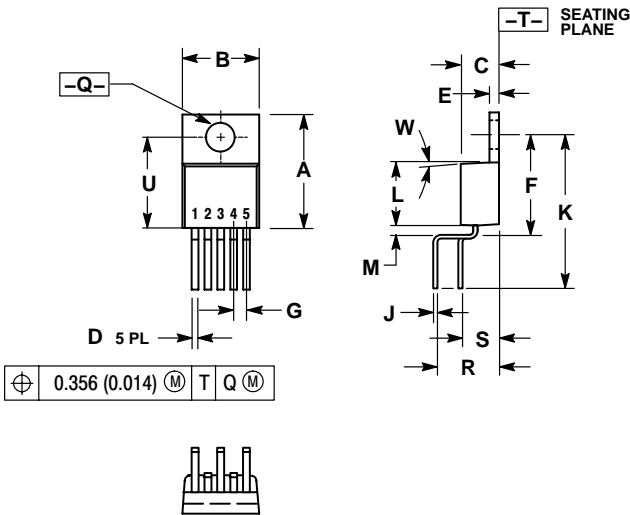 -T- SEATING
PLANE
B
C
-Q-
E
W
U
A
L
F
K
1 2 3 4 5
M
G
J
D 5 PL
S
R
⌖ 0.356 (0.014) Ⓜ T Q Ⓜ